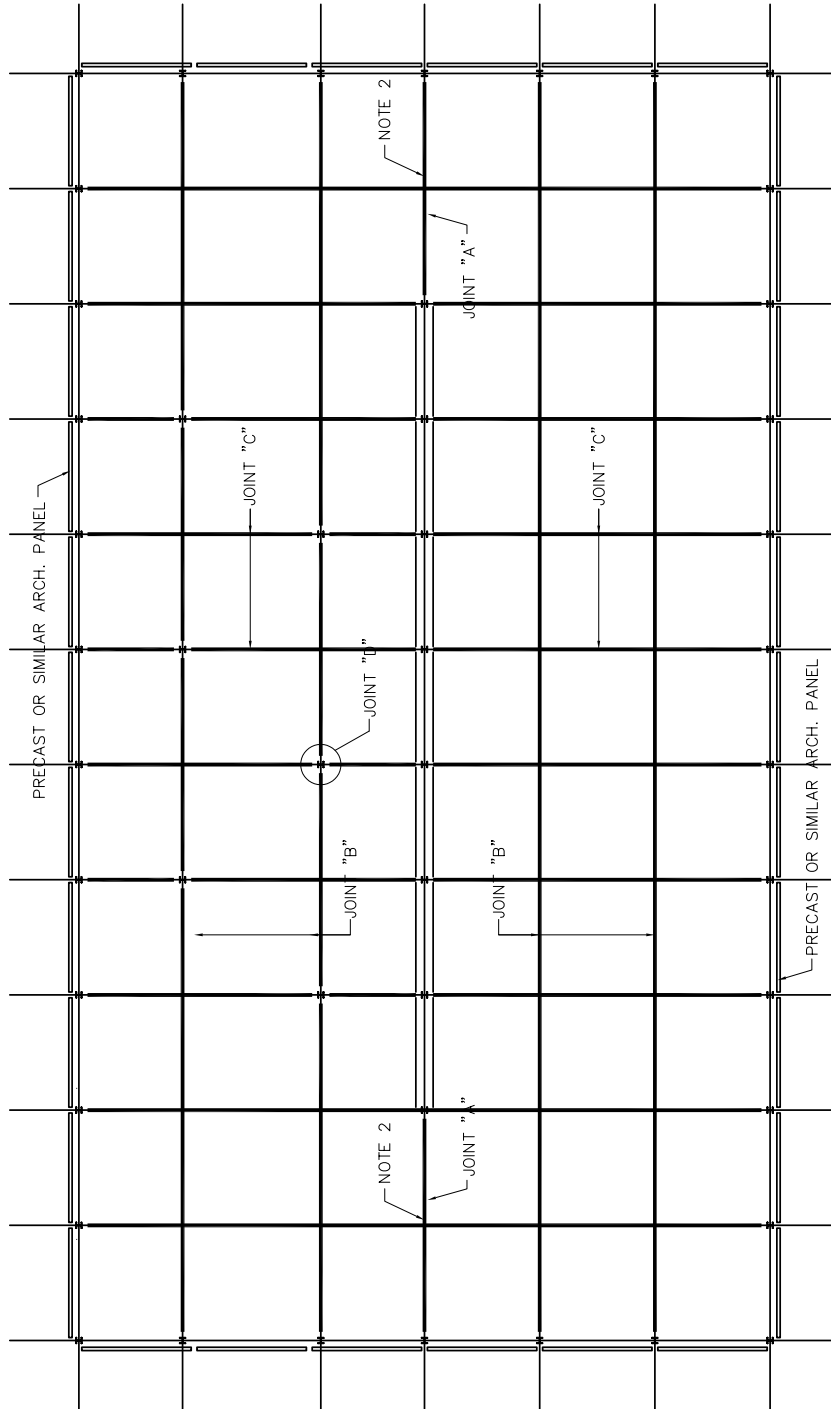 NOTE 2
JOINT "A"
PRECAST OR SIMILAR ARCH. PANEL
JOINT "C"
JOINT "C"
JOINT "D"
JOINT "B"
JOINT "B"
PRECAST OR SIMILAR ARCH. PANEL
NOTE 2
JOINT "A"